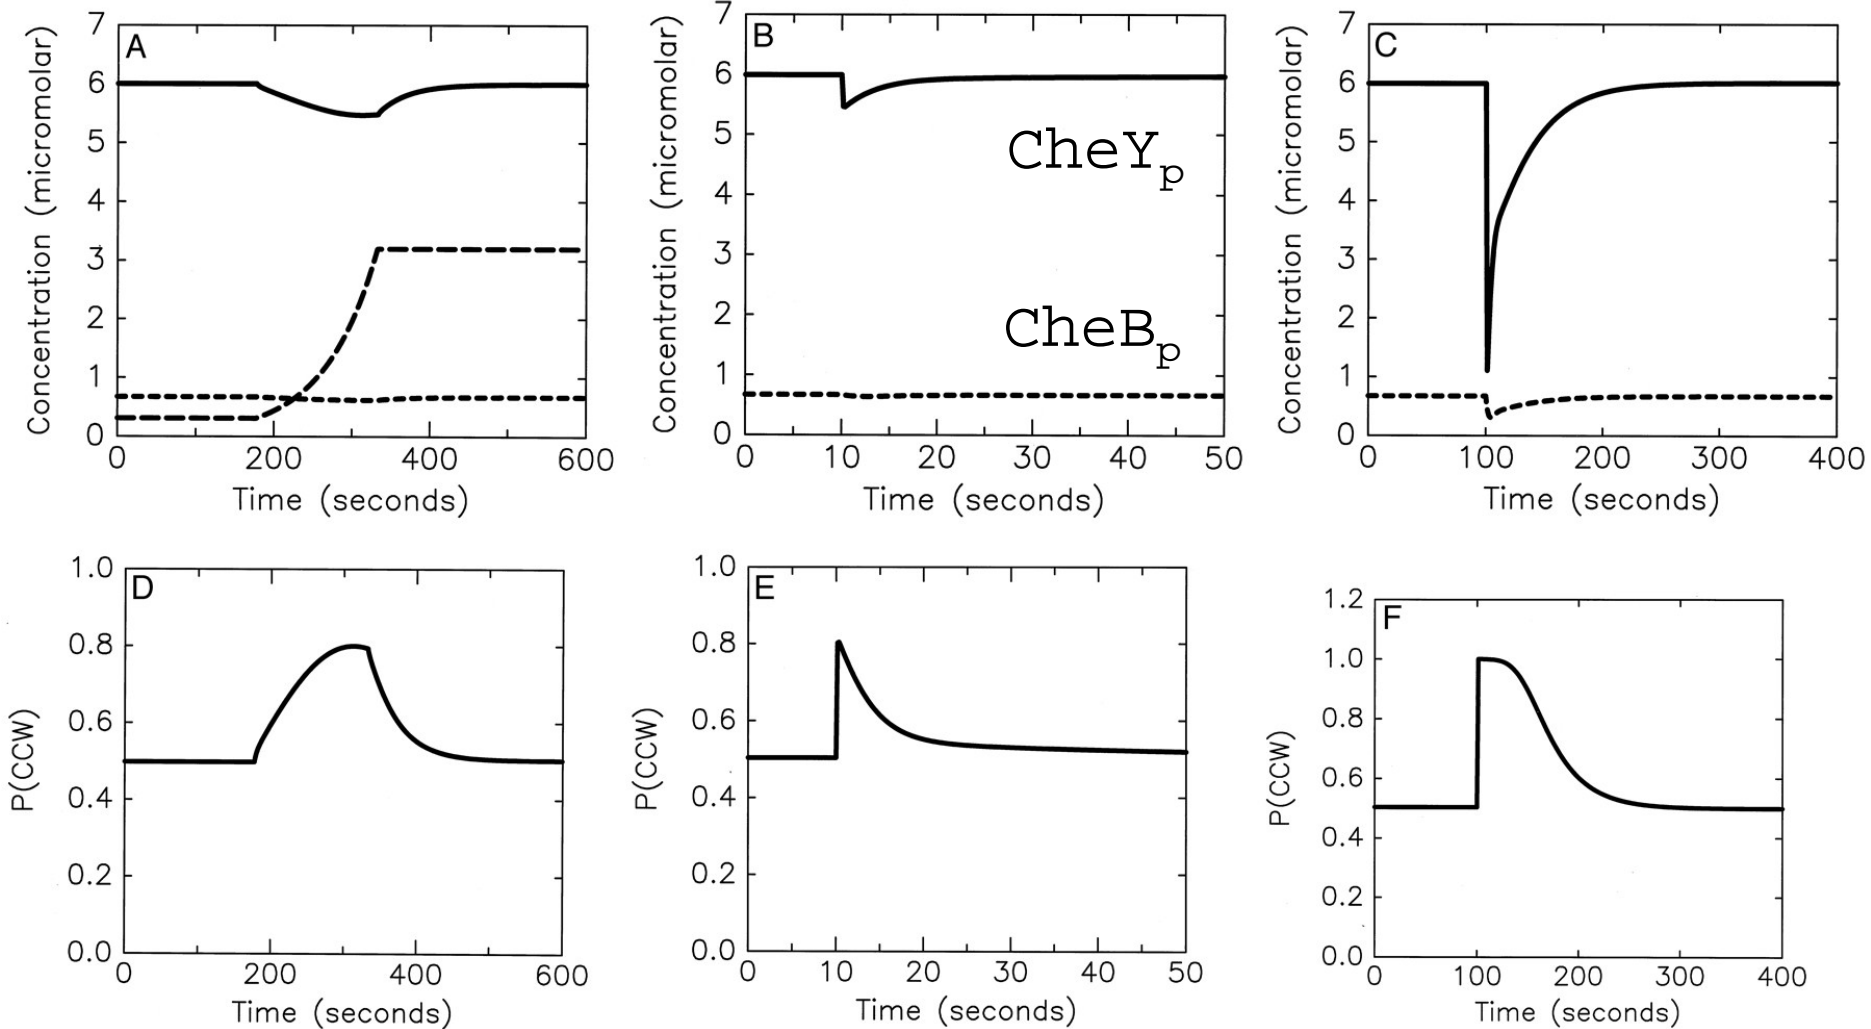 A
7
6
5
4
3
2
1
0
Concentration (micromolar)
0 200 400 600
Time (seconds)
B
7
6
5
4
3
2
1
0
Concentration (micromolar)
CheYp
CheBp
0 10 20 30 40 50
Time (seconds)
C
7
6
5
4
3
2
1
0
Concentration (micromolar)
0 100 200 300 400
Time (seconds)
D
1.0
0.8
0.6
0.4
0.2
0.0
P(CCW)
0 200 400 600
Time (seconds)
E
1.0
0.8
0.6
0.4
0.2
0.0
P(CCW)
0 10 20 30 40 50
Time (seconds)
F
1.2
1.0
0.8
0.6
0.4
0.2
0.0
P(CCW)
0 100 200 300 400
Time (seconds)